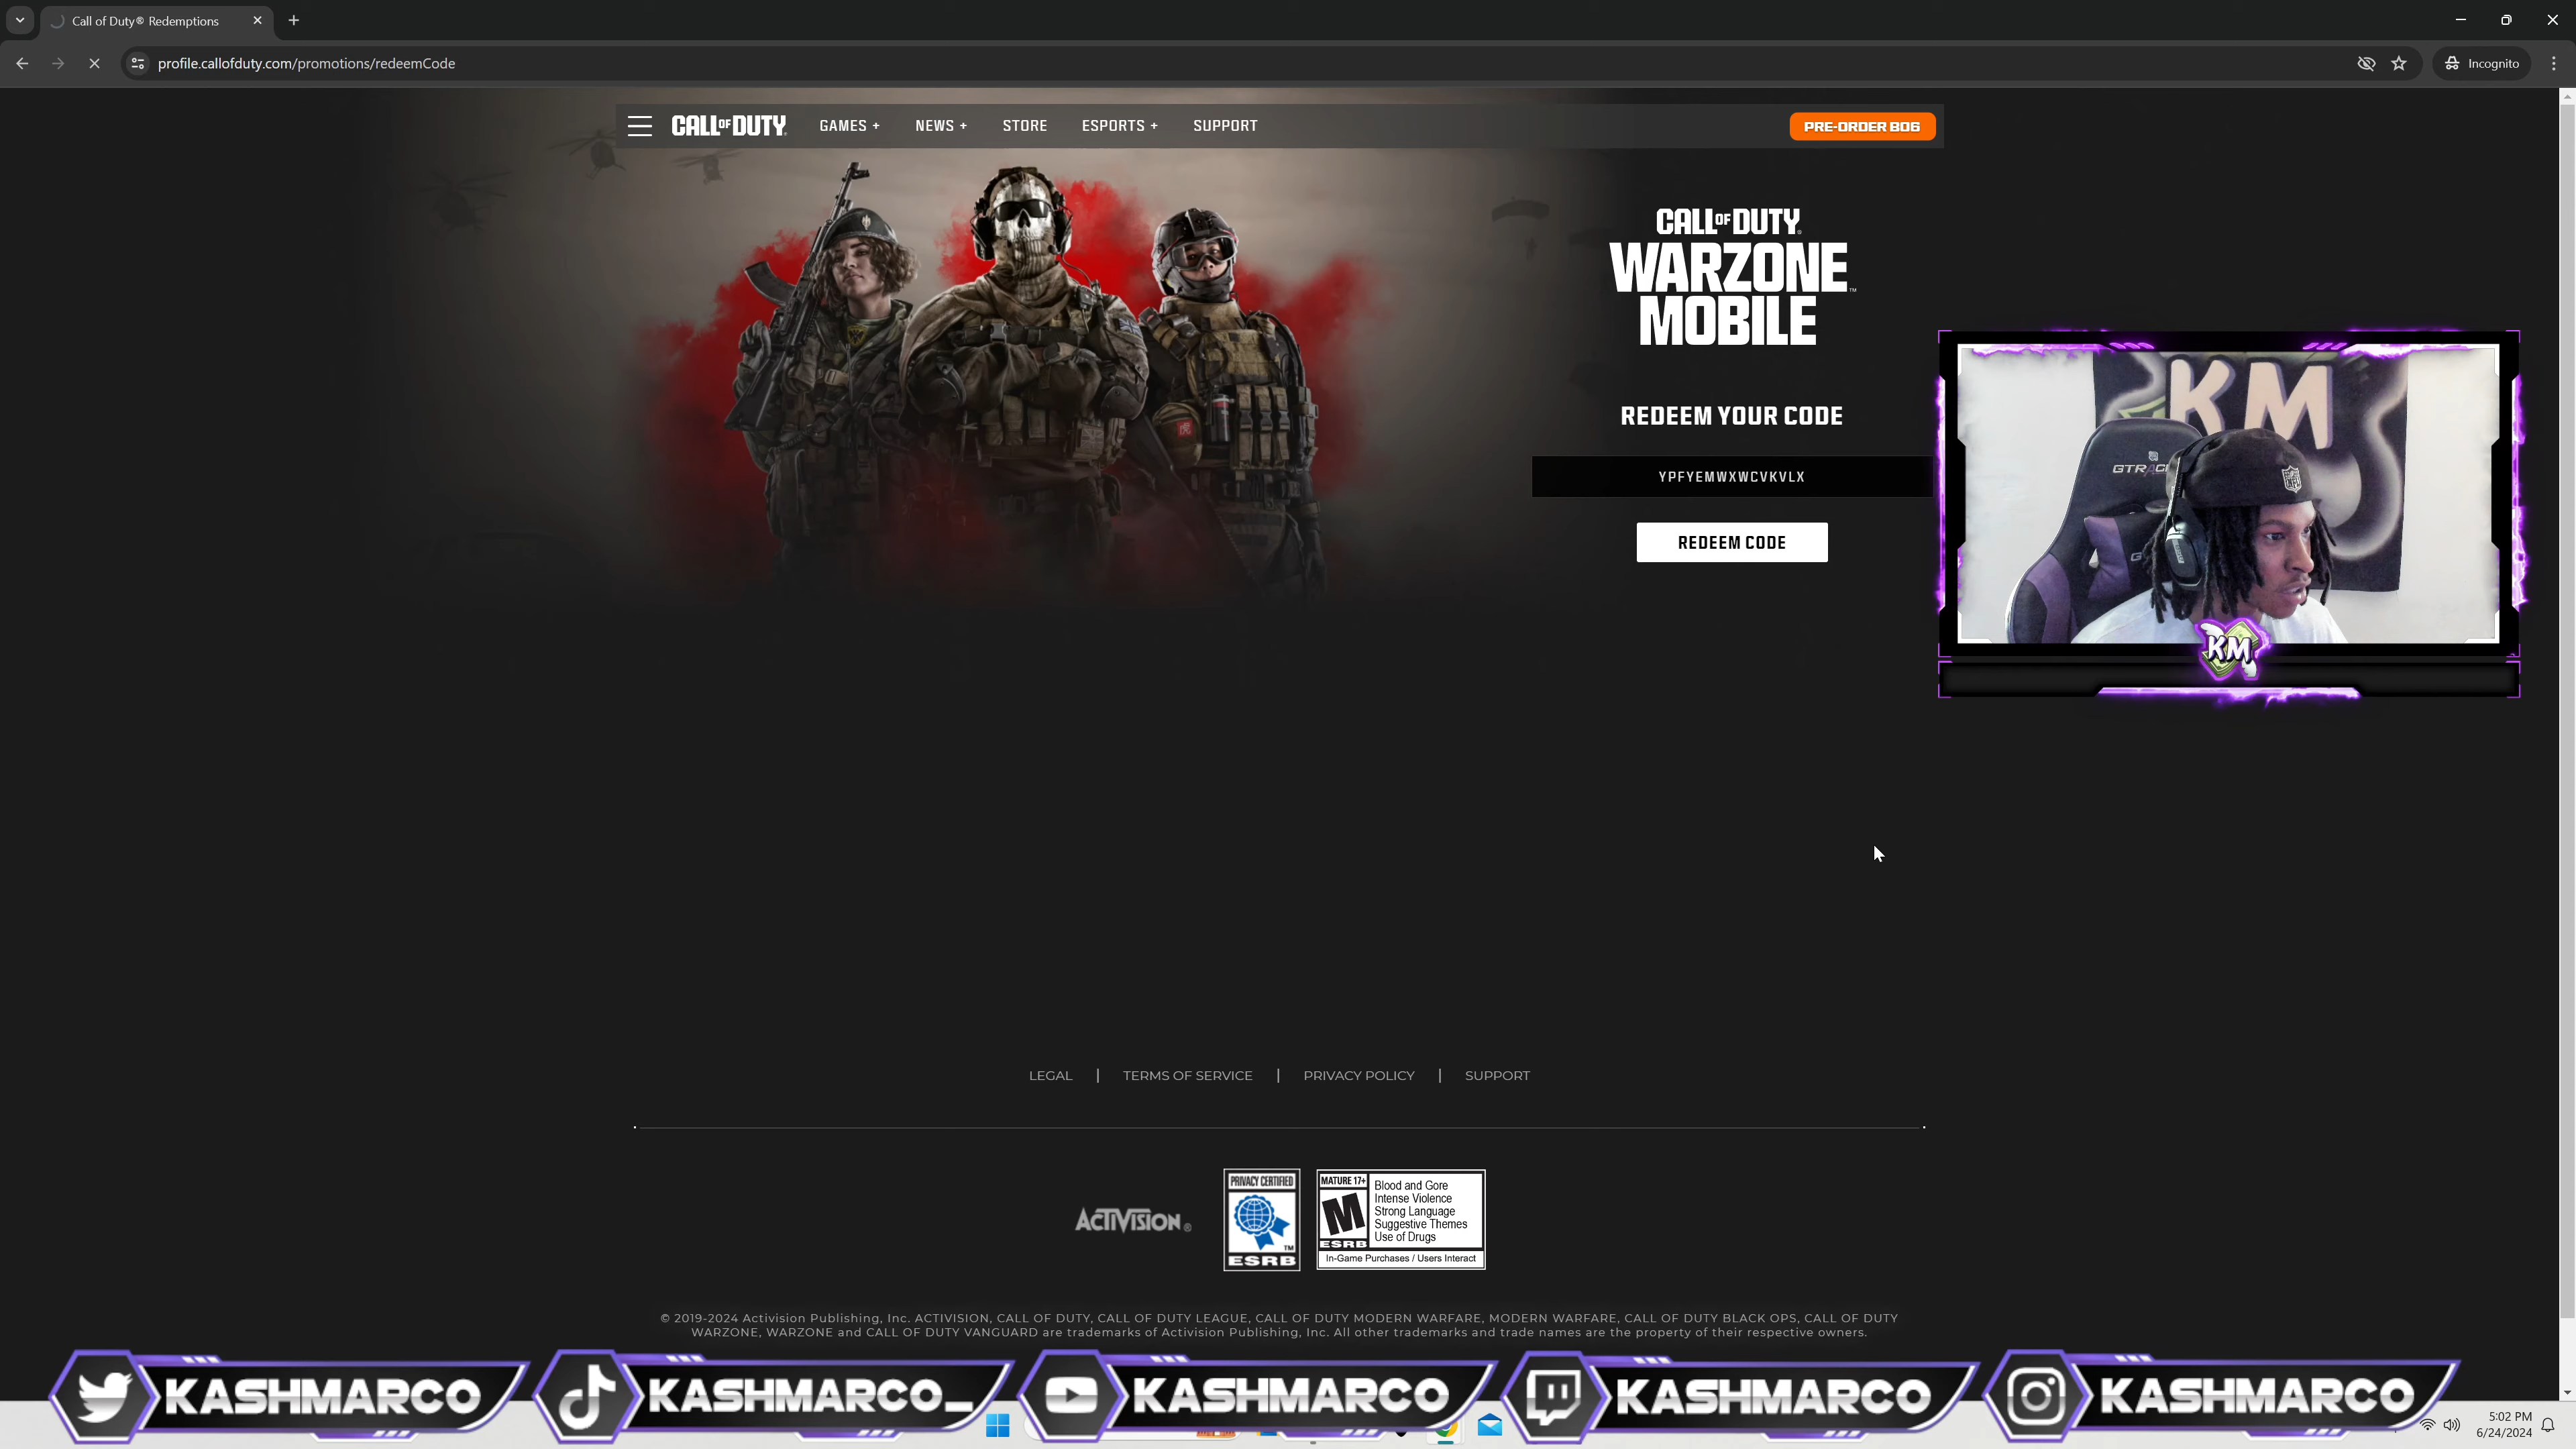 Call of Duty® Redemptions
profile.callofduty.com/promotions/redeemCode
Incognito
CALL OF DUTY
GAMES +
NEWS +
STORE
ESPORTS +
SUPPORT
PRE-ORDER BO6
CALL OF DUTY®
WARZONE™
MOBILE
REDEEM YOUR CODE
YPFYEMWXWCVKVLX
REDEEM CODE
KM
KM
LEGAL | TERMS OF SERVICE | PRIVACY POLICY | SUPPORT
ACTIVISION®
PRIVACY CERTIFIED
TM
ESRB
MATURE 17+
M
ESRB
Blood and Gore
Intense Violence
Strong Language
Suggestive Themes
Use of Drugs
In-Game Purchases / Users Interact
© 2019-2024 Activision Publishing, Inc. ACTIVISION, CALL OF DUTY, CALL OF DUTY LEAGUE, CALL OF DUTY MODERN WARFARE, MODERN WARFARE, CALL OF DUTY BLACK OPS, CALL OF DUTY
WARZONE, WARZONE and CALL OF DUTY VANGUARD are trademarks of Activision Publishing, Inc. All other trademarks and trade names are the property of their respective owners.
KASHMARCO
KASHMARCO_
KASHMARCO
KASHMARCO
KASHMARCO
5:02 PM
6/24/2024